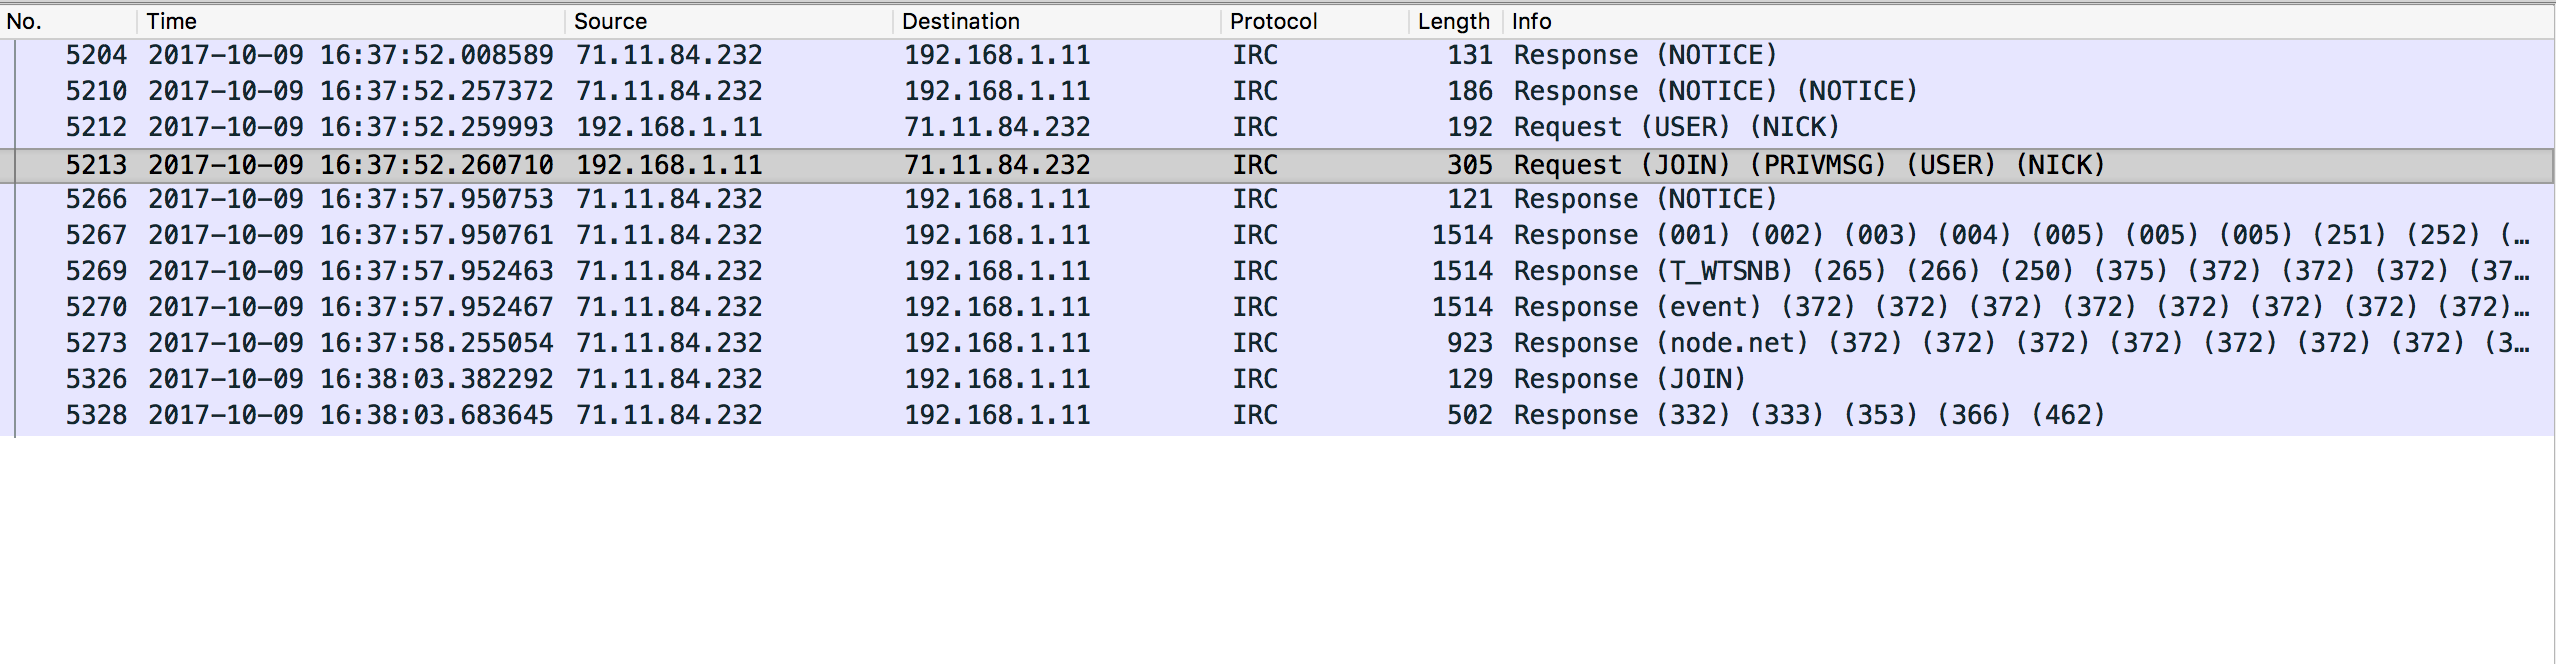 No. Time Source Destination Protocol Length Info
5204 2017-10-09 16:37:52.008589 71.11.84.232 192.168.1.11 IRC 131 Response (NOTICE)
5210 2017-10-09 16:37:52.257372 71.11.84.232 192.168.1.11 IRC 186 Response (NOTICE) (NOTICE)
5212 2017-10-09 16:37:52.259993 192.168.1.11 71.11.84.232 IRC 192 Request (USER) (NICK)
5213 2017-10-09 16:37:52.260710 192.168.1.11 71.11.84.232 IRC 305 Request (JOIN) (PRIVMSG) (USER) (NICK)
5266 2017-10-09 16:37:57.950753 71.11.84.232 192.168.1.11 IRC 121 Response (NOTICE)
5267 2017-10-09 16:37:57.950761 71.11.84.232 192.168.1.11 IRC 1514 Response (001) (002) (003) (004) (005) (005) (005) (251) (252) (…
5269 2017-10-09 16:37:57.952463 71.11.84.232 192.168.1.11 IRC 1514 Response (T_WTSNB) (265) (266) (250) (375) (372) (372) (372) (37…
5270 2017-10-09 16:37:57.952467 71.11.84.232 192.168.1.11 IRC 1514 Response (event) (372) (372) (372) (372) (372) (372) (372) (372)…
5273 2017-10-09 16:37:58.255054 71.11.84.232 192.168.1.11 IRC 923 Response (node.net) (372) (372) (372) (372) (372) (372) (372) (3…
5326 2017-10-09 16:38:03.382292 71.11.84.232 192.168.1.11 IRC 129 Response (JOIN)
5328 2017-10-09 16:38:03.683645 71.11.84.232 192.168.1.11 IRC 502 Response (332) (333) (353) (366) (462)